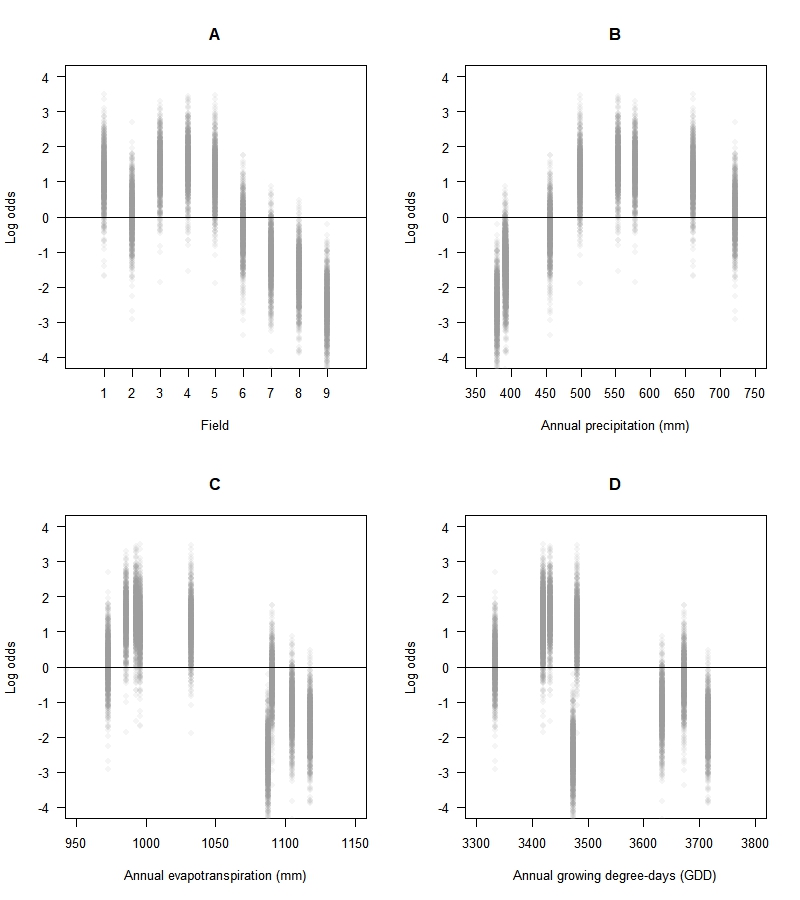 A
4
3
2
1
0
-1
-2
-3
-4
Log odds
1 2 3 4 5 6 7 8 9
Field
B
4
3
2
1
0
-1
-2
-3
-4
Log odds
350 400 450 500 550 600 650 700 750
Annual precipitation (mm)
C
4
3
2
1
0
-1
-2
-3
-4
Log odds
950 1000 1050 1100 1150
Annual evapotranspiration (mm)
D
4
3
2
1
0
-1
-2
-3
-4
Log odds
3300 3400 3500 3600 3700 3800
Annual growing degree-days (GDD)